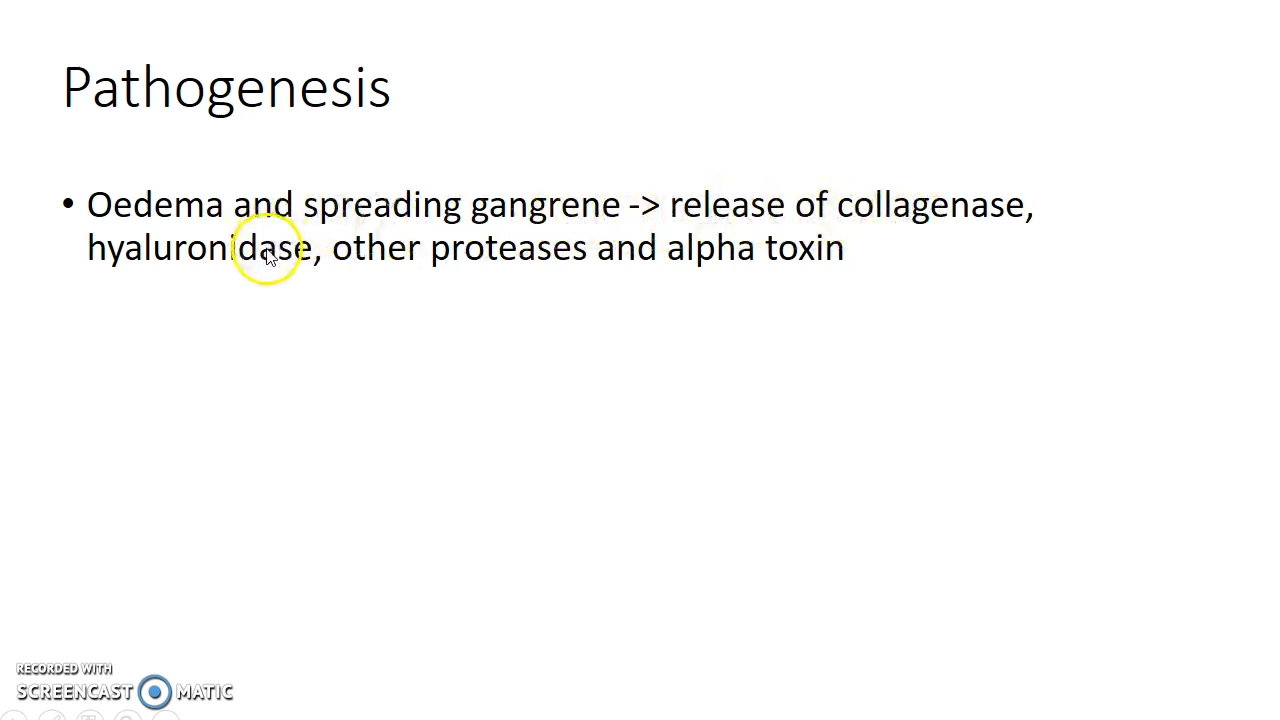 Pathogenesis
• Oedema and spreading gangrene -> release of collagenase,
hyaluronidase, other proteases and alpha toxin
RECORDED WITH
SCREENCAST MATIC